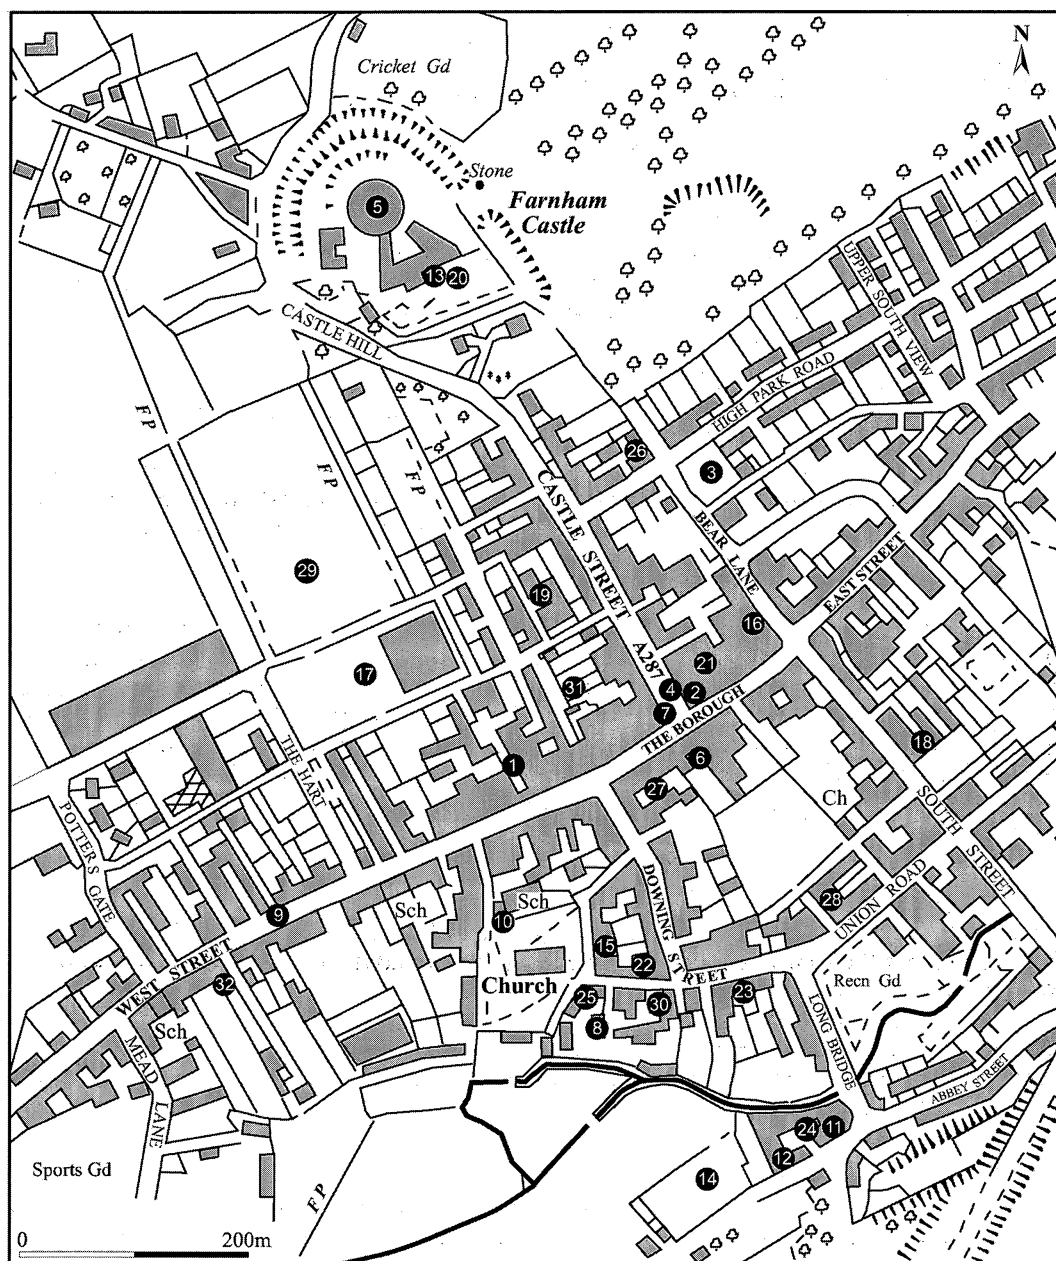 Cricket Gd
N
Stone
Farnham
Castle
5
13
20
CASTLE HILL
UPPER SOUTH VIEW
HIGH PARK ROAD
F P
F P
F P
26
3
CASTLE STREET
BEAR LANE
EAST STREET
29
19
16
17
A287
21
31
4
2
7
THE BOROUGH
18
1
6
THE HART
27
Ch
SOUTH STREET
POTTERS GATE
DOWNING STREET
UNION ROAD
28
Sch
Sch
9
10
15
22
WEST STREET
Church
32
25
30
23
Recn Gd
8
Sch
LONG BRIDGE
MEAD LANE
ABBEY STREET
24
11
12
14
Sports Gd
F P
0
200m